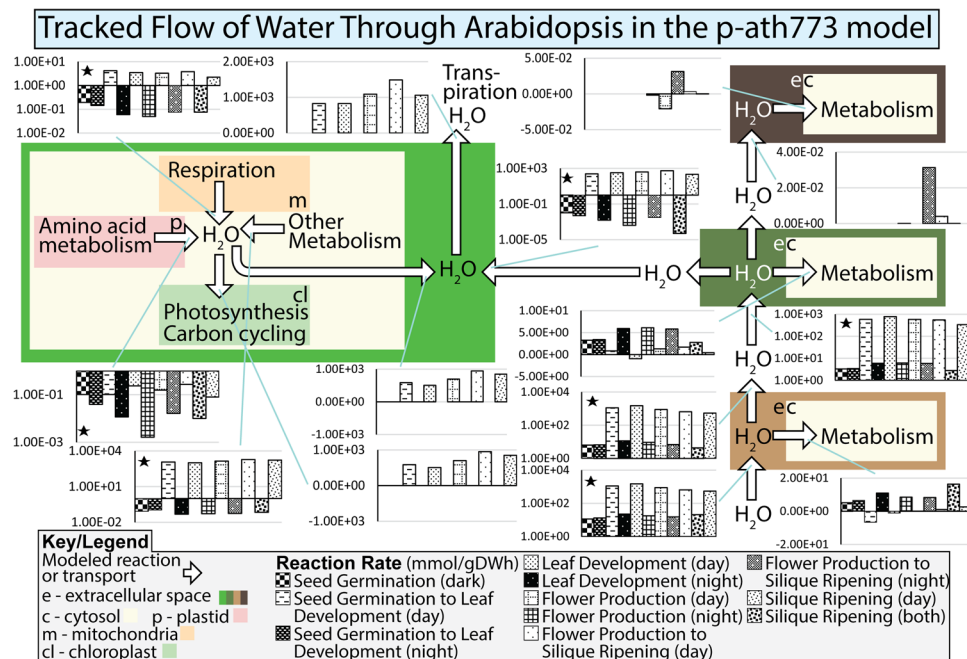 Tracked Flow of Water Through Arabidopsis in the p-ath773 model
1.00E+01
1.00E+00
1.00E-01
1.00E-02
★
2.00E+03
1.00E+03
0.00E+00
Trans-
piration
H2O
5.00E-02
0.00E+00
-5.00E-02
e c
H2O
Metabolism
4.00E-02
2.00E-02
0.00E+00
H2O
1.00E+03
1.00E-01
1.00E-05
★
Respiration
m
Amino acid
metabolism
p
H2O
Other
Metabolism
cl
Photosynthesis
Carbon cycling
H2O
H2O
e c
H2O
Metabolism
1.00E+01
5.00E+00
0.00E+00
-5.00E+00
H2O
1.00E+03
1.00E+02
1.00E+01
1.00E+00
★
1.00E-01
1.00E-03
★
1.00E+03
0.00E+00
-1.00E+03
1.00E+04
1.00E+02
1.00E+00
★
e c
H2O
Metabolism
1.00E+04
1.00E+01
1.00E-02
★
1.00E+03
0.00E+00
-1.00E+03
1.00E+04
1.00E+02
1.00E+00
★
H2O
2.00E+01
0.00E+00
-2.00E+01
Key/Legend
Modeled reaction
or transport
e - extracellular space
c - cytosol p - plastid
m - mitochondria
cl - chloroplast
Reaction Rate (mmol/gDWh)
Seed Germination (dark)
Seed Germination to Leaf
Development (day)
Seed Germination to Leaf
Development (night)
Leaf Development (day)
Leaf Development (night)
Flower Production (day)
Flower Production (night)
Flower Production to
Silique Ripening (day)
Flower Production to
Silique Ripening (night)
Silique Ripening (day)
Silique Ripening (both)